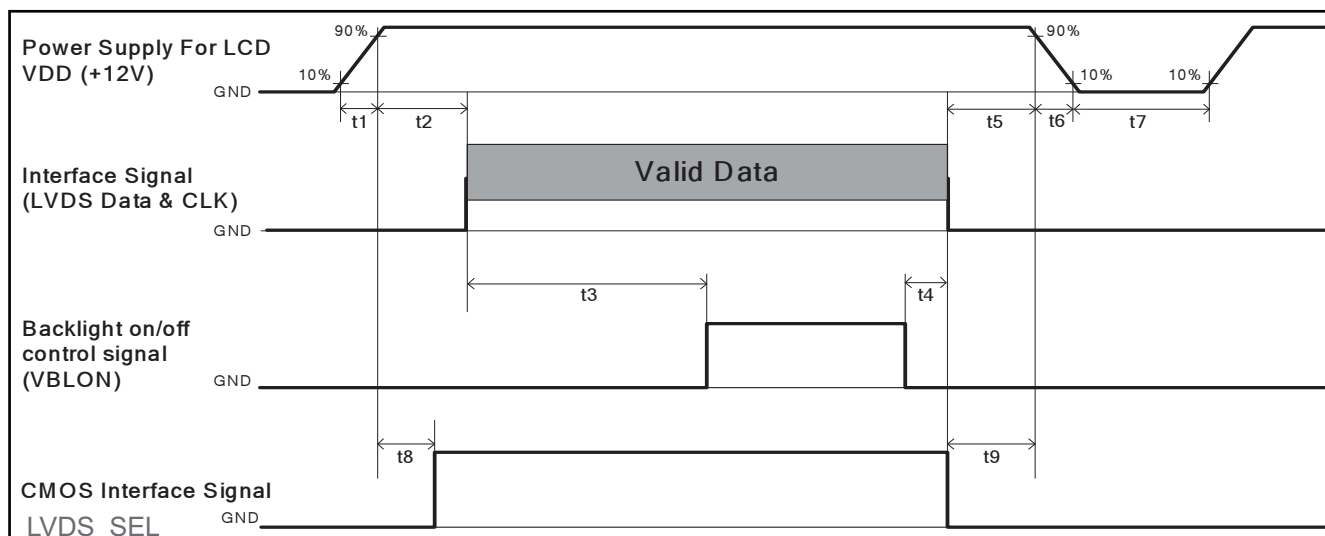 Power Supply For LCD
VDD (+12V)
90%
10%
GND
90%
10%
10%
t1
t2
t5
t6
t7
Interface Signal
(LVDS Data & CLK)
Valid Data
GND
t3
t4
Backlight on/off
control signal
(VBLON)
GND
t8
t9
CMOS Interface Signal
LVDS_SEL
GND